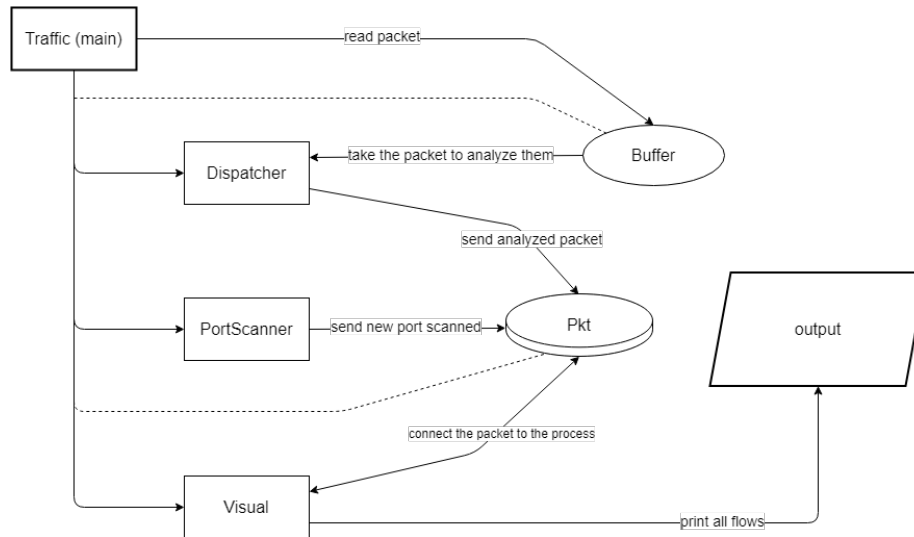 Traffic (main)
read packet
Dispatcher
take the packet to analyze them
Buffer
send analyzed packet
PortScanner
send new port scanned
Pkt
output
connect the packet to the process
Visual
print all flows